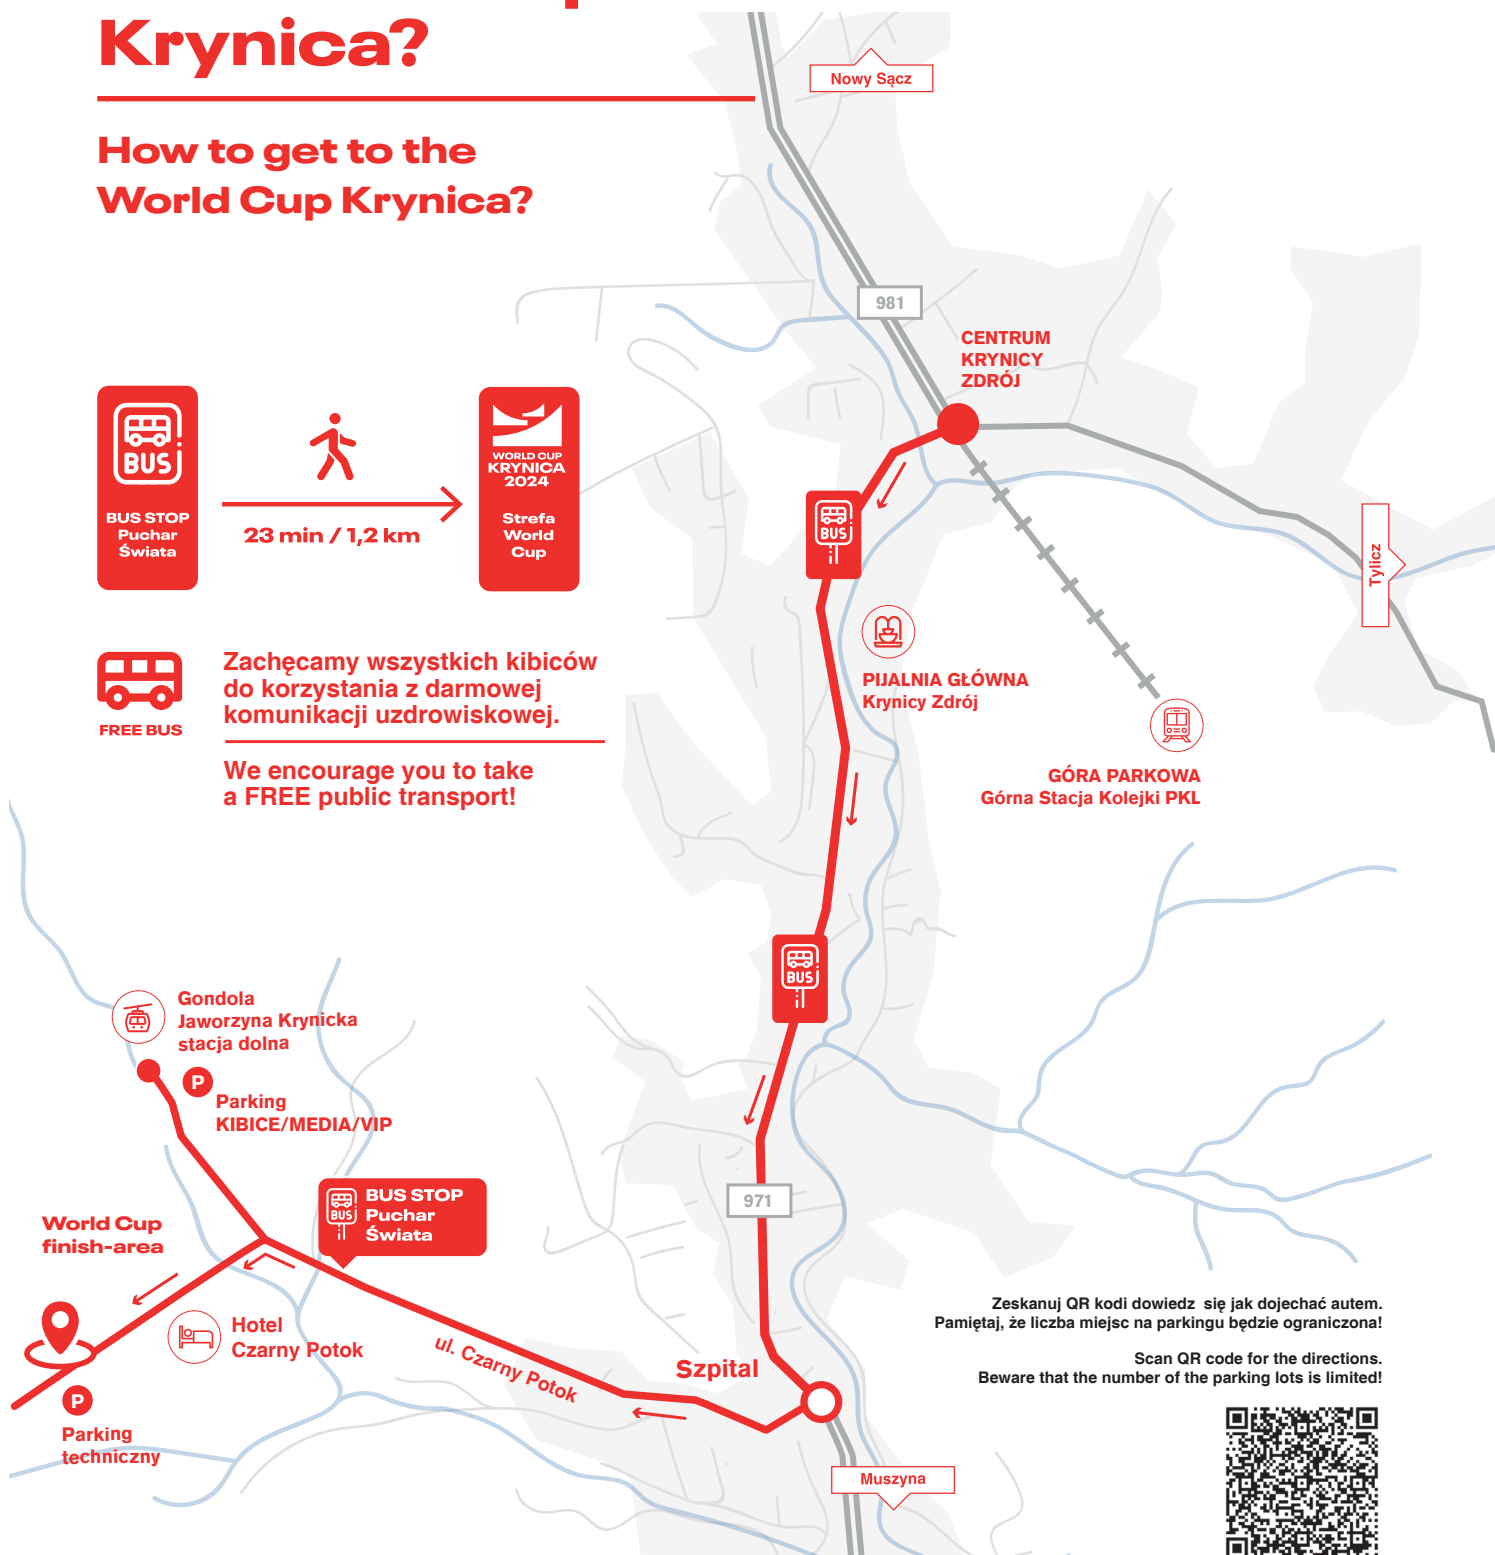 Krynica?
How to get to the
World Cup Krynica?
Nowy Sącz
981
CENTRUM
KRYNICY
ZDRÓJ
BUS
BUS STOP
Puchar
Świata
23 min / 1,2 km
WORLD CUP
KRYNICA
2024
Strefa
World
Cup
BUS
Tylicz
FREE BUS
Zachęcamy wszystkich kibiców
do korzystania z darmowej
komunikacji uzdrowiskowej.
We encourage you to take
a FREE public transport!
PIJALNIA GŁÓWNA
Krynicy Zdrój
GÓRA PARKOWA
Górna Stacja Kolejki PKL
BUS
Gondola
Jaworzyna Krynicka
stacja dolna
P
Parking
KIBICE/MEDIA/VIP
971
BUS
BUS STOP
Puchar
Świata
World Cup
finish-area
Hotel
Czarny Potok
ul. Czarny Potok
Szpital
P
Parking
techniczny
Muszyna
Zeskanuj QR kodi dowiedz się jak dojechać autem.
Pamiętaj, że liczba miejsc na parkingu będzie ograniczona!
Scan QR code for the directions.
Beware that the number of the parking lots is limited!